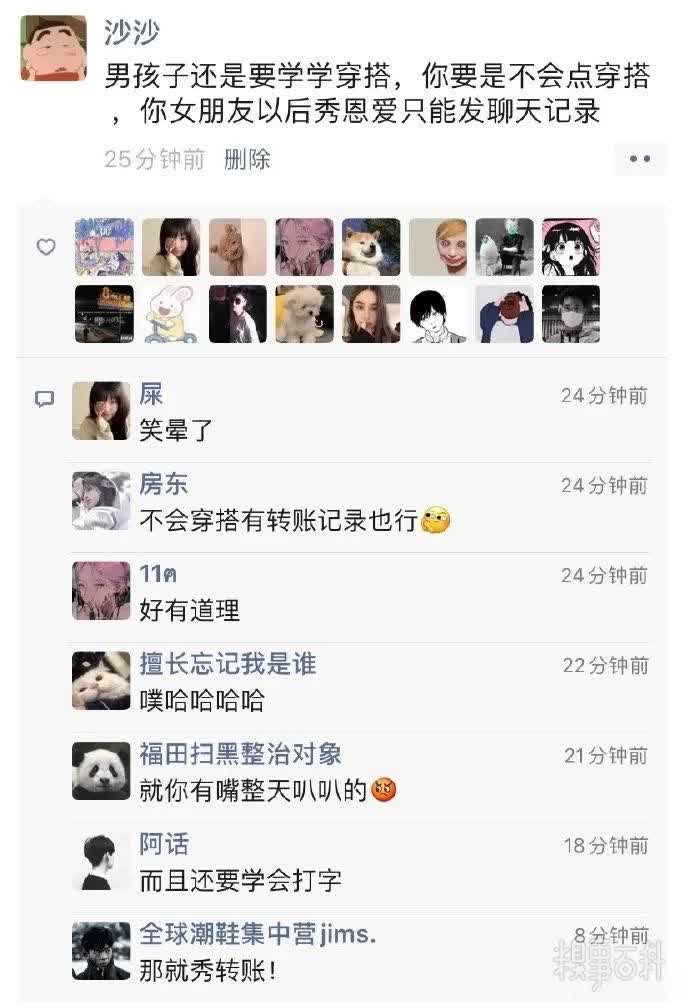 沙沙
男孩子还是要学学穿搭，你要是不会点穿搭
，你女朋友以后秀恩爱只能发聊天记录
25分钟前 删除
屎 24分钟前
笑晕了
房东 24分钟前
不会穿搭有转账记录也行
11ฅ 24分钟前
好有道理
擅长忘记我是谁 22分钟前
噗哈哈哈哈
福田扫黑整治对象 21分钟前
就你有嘴整天叭叭的
阿话 18分钟前
而且还要学会打字
全球潮鞋集中营jims. 8分钟前
那就秀转账！
糗事百科